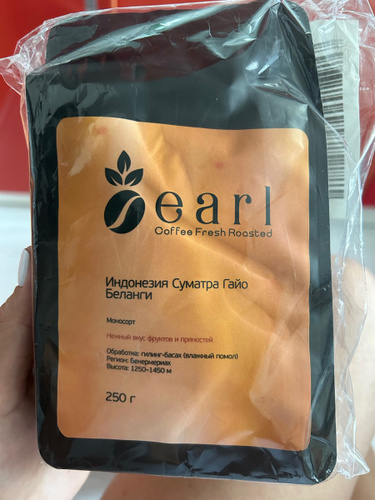 earl
Coffee Fresh Roasted
Индонезия Суматра Гайо
Беланги
Моносорт
Нежный вкус фруктов и пряностей
Обработка: гилинг-басах (влажный помол)
Регион: Бенермериах
Высота: 1250-1450 м
250 г